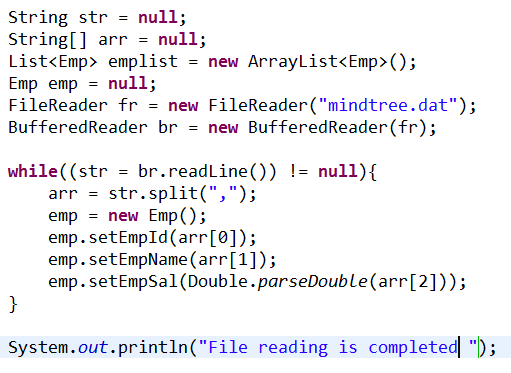 String str = null;
String[] arr = null;
List<Emp> emplist = new ArrayList<Emp>();
Emp emp = null;
FileReader fr = new FileReader("mindtree.dat");
BufferedReader br = new BufferedReader(fr);
while((str = br.readLine()) != null){
    arr = str.split(",");
    emp = new Emp();
    emp.setEmpId(arr[0]);
    emp.setEmpName(arr[1]);
    emp.setEmpSal(Double.parseDouble(arr[2]));
}
System.out.println("File reading is completed ");